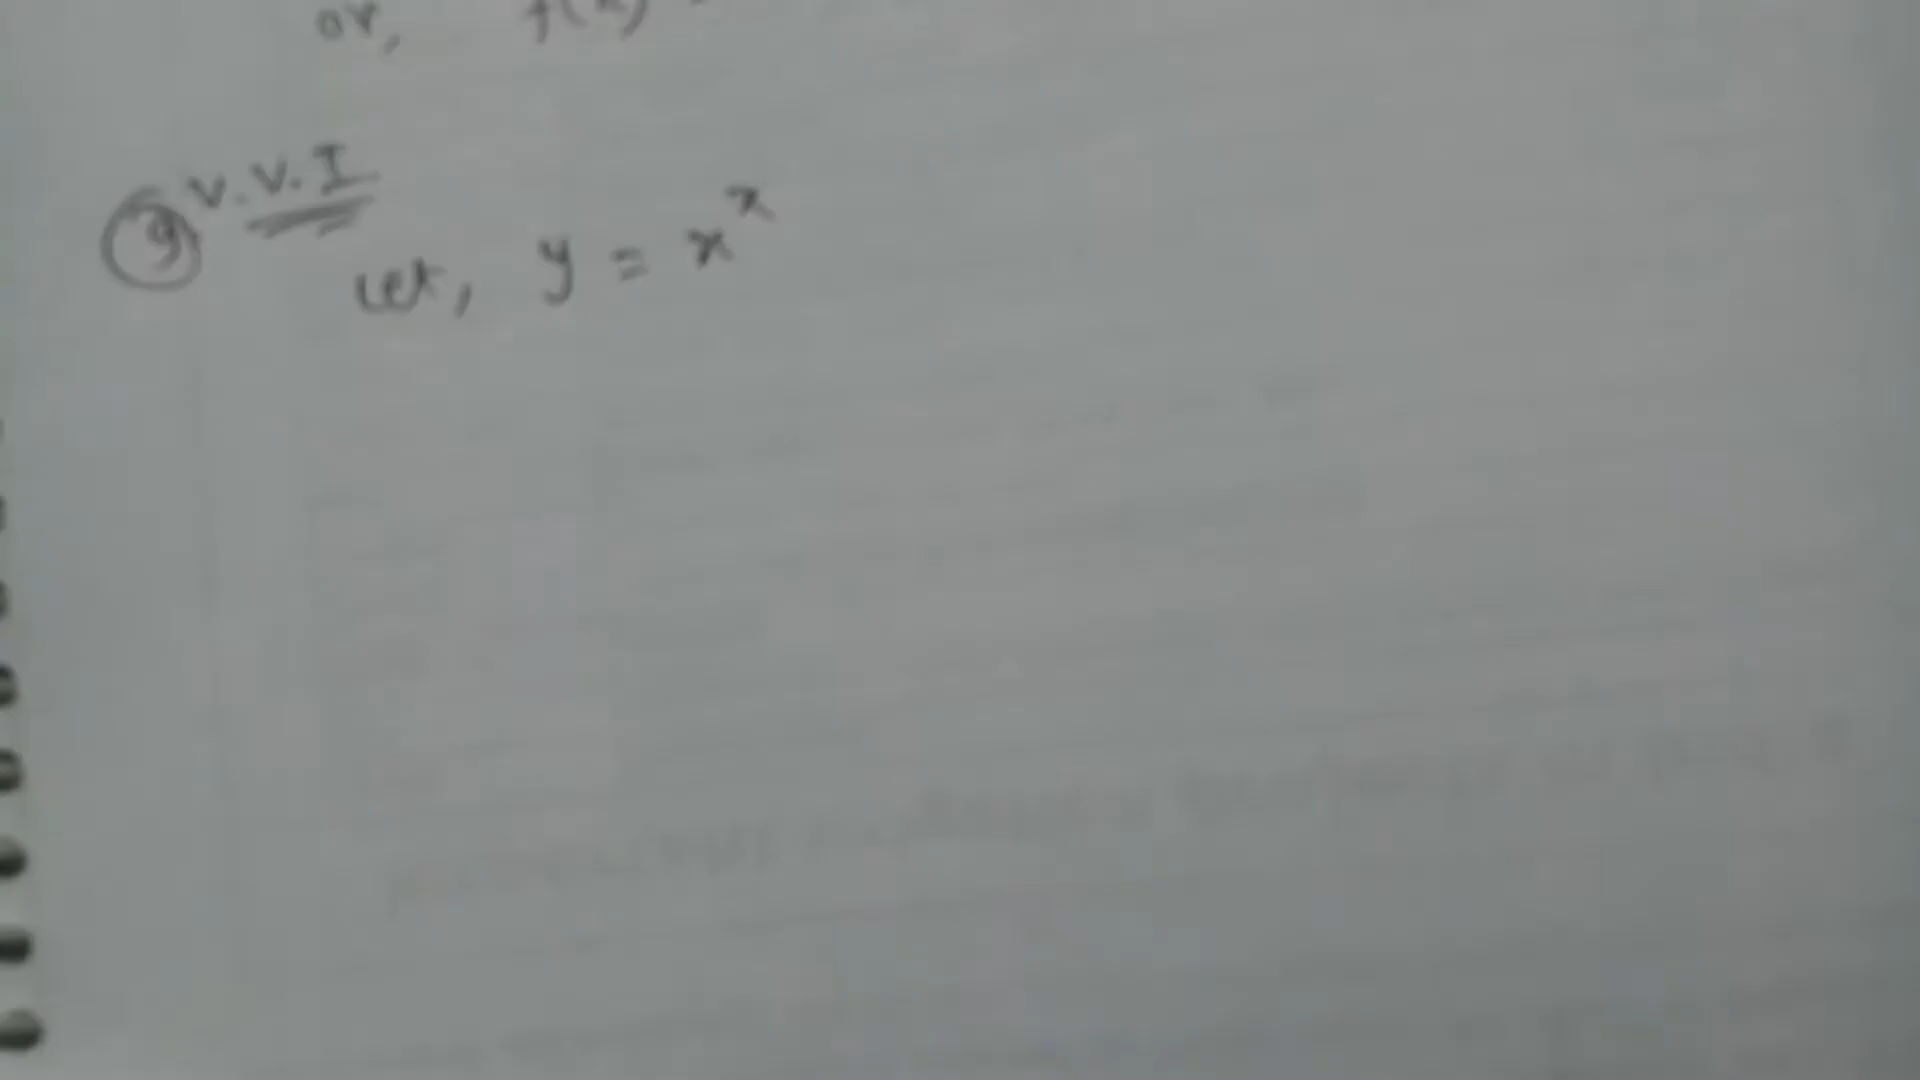 or, f(x)
9 V.V.I
Let, y = x^x